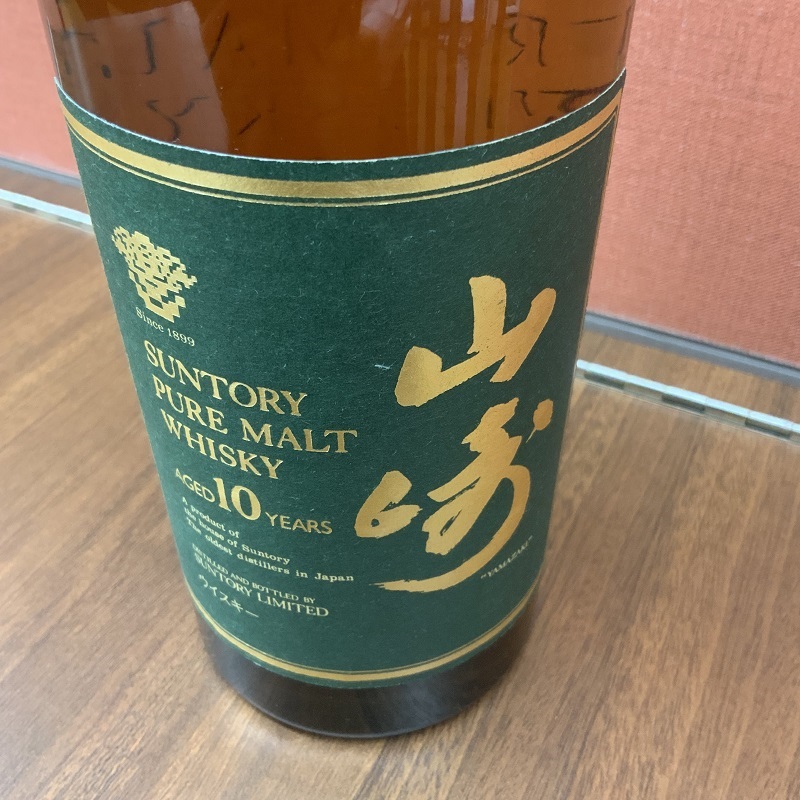 Since 1899
SUNTORY
PURE MALT
WHISKY
AGED 10 YEARS
A product of
the house of Suntory
The oldest distillers in Japan
DISTILLED AND BOTTLED BY
SUNTORY LIMITED
ウイスキー
山崎
"YAMAZAKI"